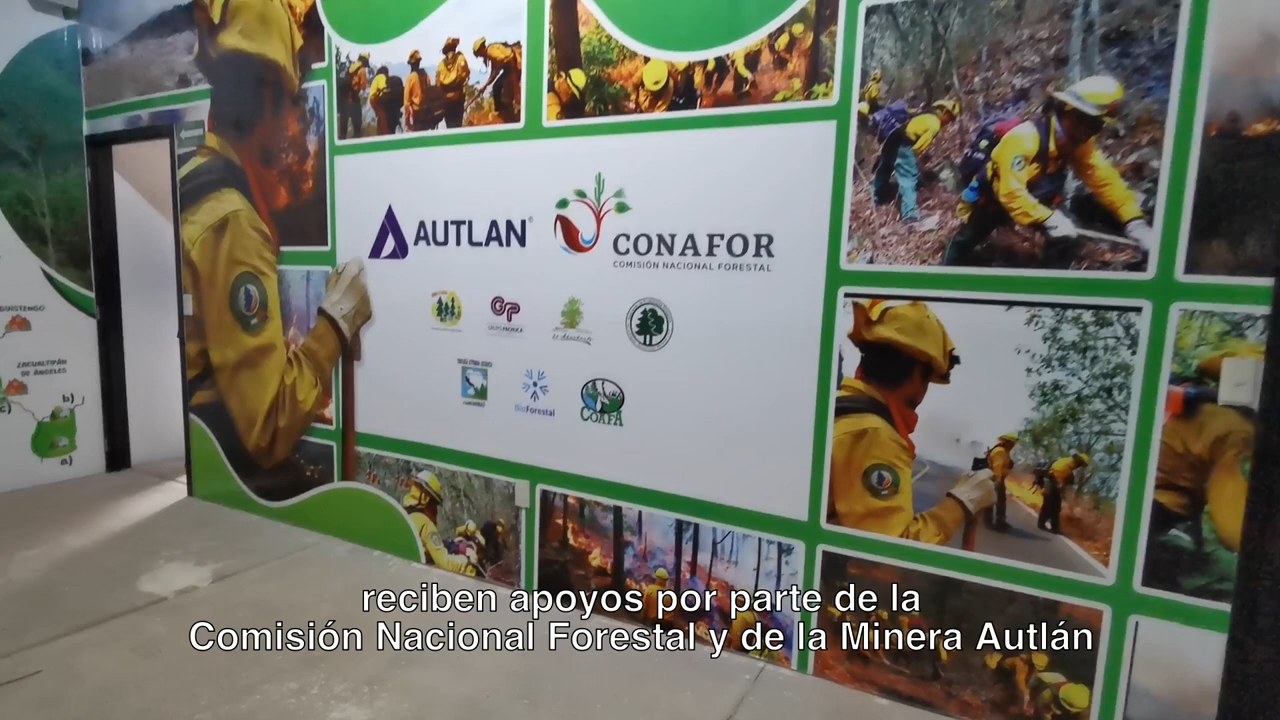 AUTLAN®
CONAFOR
COMISIÓN NACIONAL FORESTAL
GUISTENGO
ZACUALTIPÁN
DE ÁNGELES
c)
b)
a)
BioForestal
COAFA
reciben apoyos por parte de la
Comisión Nacional Forestal y de la Minera Autlán